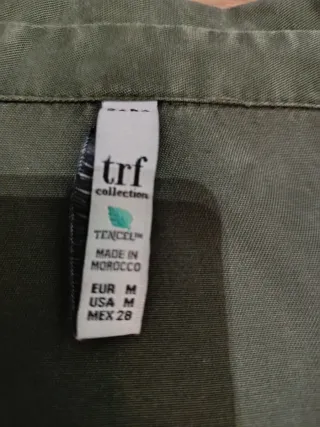 trf
collection
TENCEL™
MADE IN
MOROCCO
EUR M
USA M
MEX 28